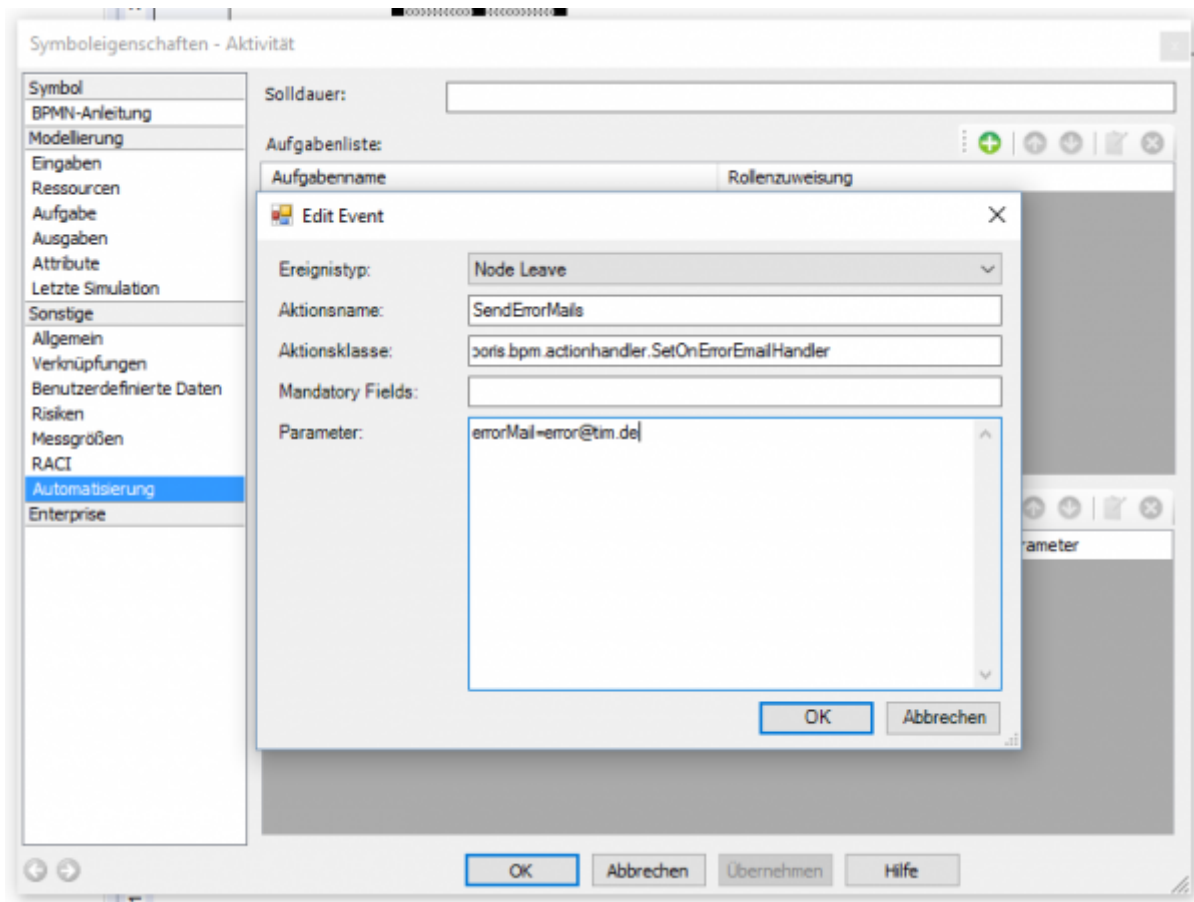 Symboleigenschaften - Aktivität
Symbol
BPMN-Anleitung
Modellierung
Eingaben
Ressourcen
Aufgabe
Ausgaben
Attribute
Letzte Simulation
Sonstige
Allgemein
Verknüpfungen
Benutzerdefinierte Daten
Risiken
Messgrößen
RACI
Automatisierung
Enterprise
Solldauer:
Aufgabenliste:
Aufgabenname Rollenzuweisung
Edit Event
Ereignistyp: Node Leave
Aktionsname: SendErrorMails
Aktionsklasse: boris.bpm.actionhandler.SetOnErrorEmailHandler
Mandatory Fields:
Parameter: errorMail=error@tim.de
OK Abbrechen
rameter
OK Abbrechen Übernehmen Hilfe